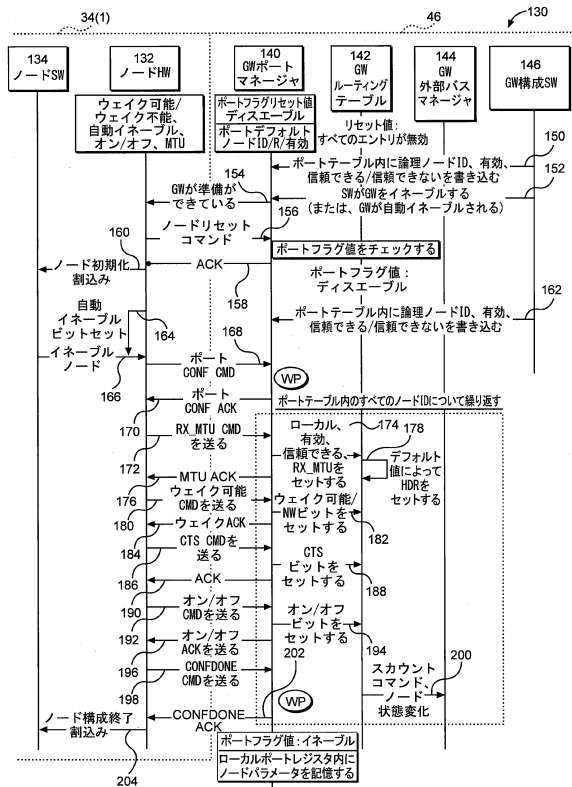 34(1)
46
130
134
ノードSW
132
ノードHW
140
GWポート
マネージャ
142
GW
ルーティング
テーブル
144
GW
外部バス
マネージャ
146
GW構成SW
ウェイク可能/
ウェイク不能、
自動イネーブル、
オン/オフ、MTU
ポートフラグリセット値
ディスエーブル
ポートデフォルト
ノードID/R/有効
リセット値:
すべてのエントリが無効
150
ポートテーブル内に論理ノードID、有効、
信頼できる/信頼できないを書き込む
152
154
GWが準備が
できている
SWがGWをイネーブルする
(または、GWが自動イネーブルされる)
156
ノードリセット
コマンド
ポートフラグ値をチェックする
160
ACK
ノード初期化
割込み
158
ポートフラグ値:
ディスエーブル
162
自動
イネーブル
ビットセット
164
ポートテーブル内に論理ノードID、有効、
信頼できる/信頼できないを書き込む
イネーブル
ノード
166
168
ポート
CONF CMD
WP
ポート
CONF ACK
170
ポートテーブル内のすべてのノードIDについて繰り返す
RX_MTU CMD
を送る
172
ローカル、
有効、
信頼できる、
RX_MTUを
セットする
174
178
デフォルト
値によって
HDRを
セットする
MTU ACK
176
ウェイク可能
CMDを送る
180
ウェイク可能/
NWビットを
セットする
182
ウェイクACK
184
CTS CMDを
送る
186
CTS
ビットを
セットする
188
ACK
190
オン/オフ
CMDを送る
192
オン/オフ
ビットを
セットする
194
オン/オフ
ACKを送る
196
CONFDONE
CMDを送る
198
202
スカウント
コマンド、
ノード
状態変化
200
WP
ノード構成終了
割込み
204
CONFDONE
ACK
ポートフラグ値:イネーブル
ローカルポートレジスタ内に
ノードパラメータを記憶する